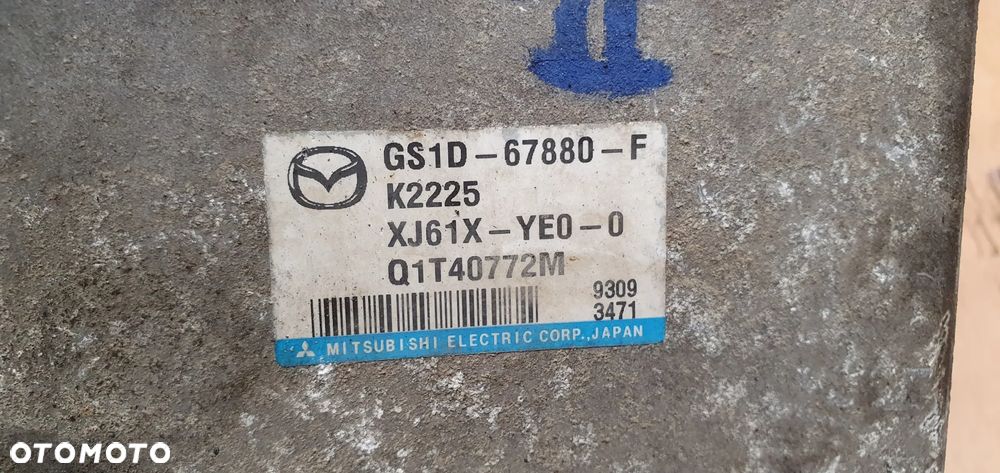 GS1D-67880-F
K2225
XJ61X-YE0-0
Q1T40772M
9309
3471
MITSUBISHI ELECTRIC CORP.,JAPAN
OTOMOTO